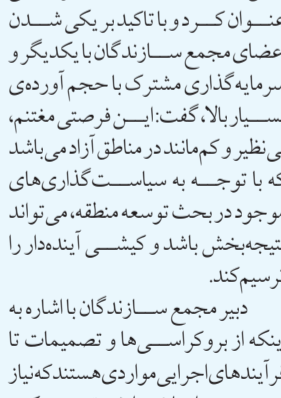 عنوان کرد و با تاکید بر یکی شدن
اعضای مجمع سازندگان با یکدیگر و
سرمایه‌گذاری مشترک با حجم آورده‌ی
بسیار بالا، گفت: این فرصتی مغتنم،
بی‌نظیر و کم‌مانند در مناطق آزاد می‌باشد
که با توجه به سیاست‌گذاری‌های
موجود در بحث توسعه منطقه، می‌تواند
نتیجه‌بخش باشد و کیشی آینده‌دار را
ترسیم کند.
دبیر مجمع سازندگان با اشاره به
اینکه از بروکراسی‌ها و تصمیمات تا
فرآیندهای اجرایی مواردی هستند که نیاز